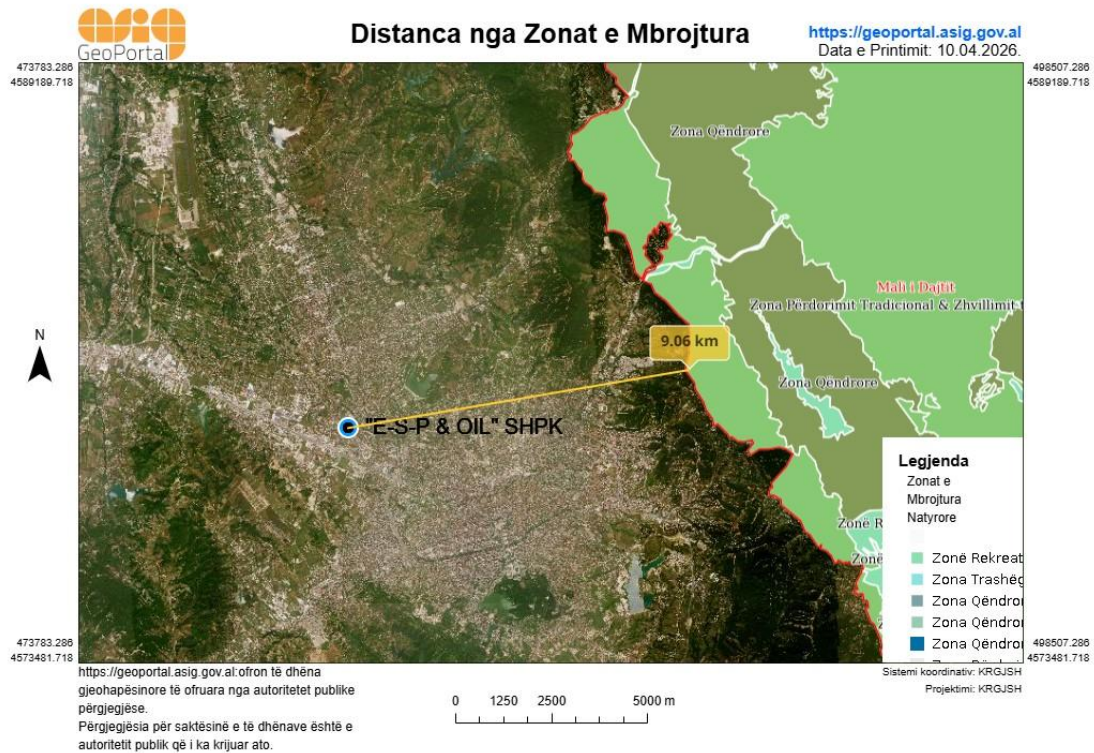 asig
GeoPortal
Distanca nga Zonat e Mbrojtura
https://geoportal.asig.gov.al
Data e Printimit: 10.04.2026.
473783.286
4589189.718
498507.286
4589189.718
Zona Qëndrore
Mali i Dajtit
Zona Përdorimit Tradicional & Zhvillimit t
9.06 km
N
Zona Qëndrore
"E-S-P & OIL" SHPK
Legjenda
Zonat e
Mbrojtura
Natyrore
Zonë R
Zonë
Zonë Rekreat
Zona Trashëg
Zona Qëndror
Zona Qëndror
Zona Qëndror
473783.286
4573481.718
498507.286
4573481.718
https://geoportal.asig.gov.al:ofron të dhëna
gjeohapësinore të ofruara nga autoritetet publike
përgjegjëse.
Përgjegjësia për saktësinë e të dhënave është e
autoritetit publik që i ka krijuar ato.
0 1250 2500 5000 m
Sistemi koordinativ: KRGJSH
Projektimi: KRGJSH